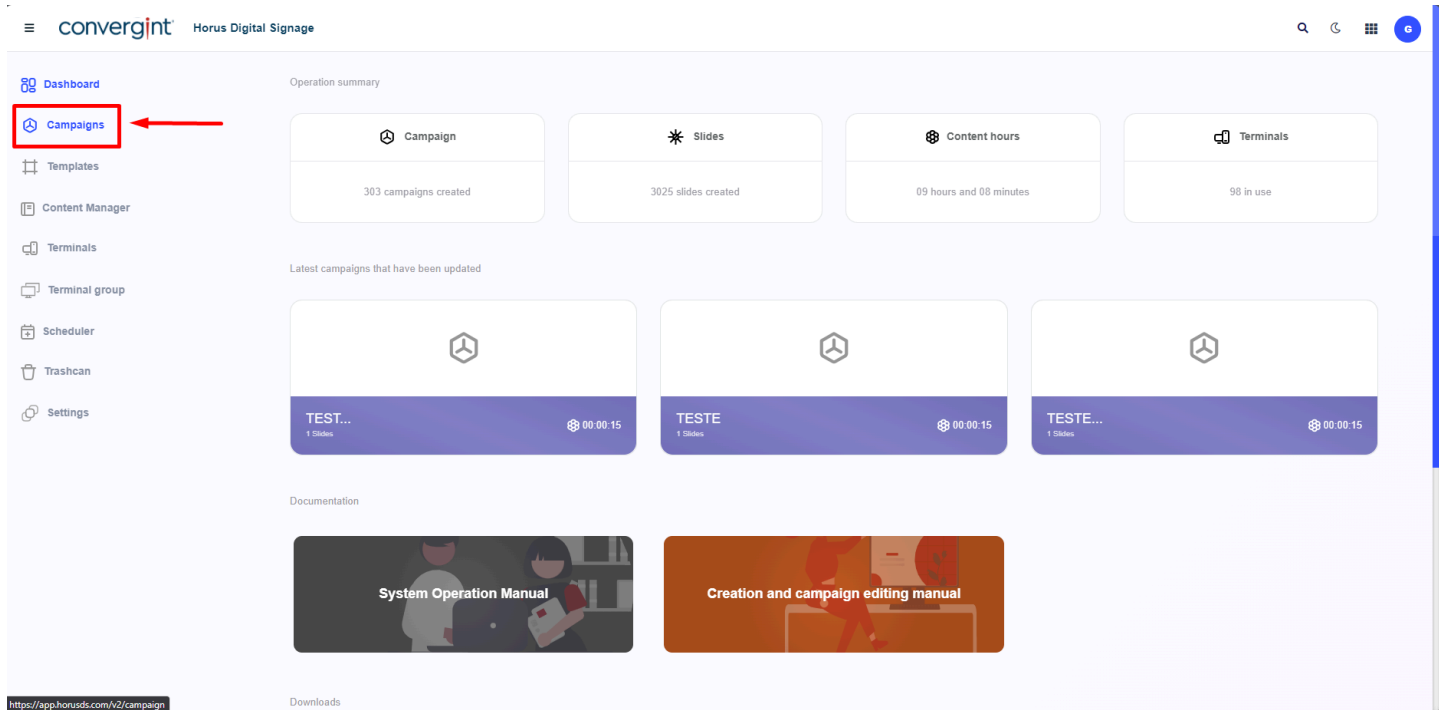 convergint Horus Digital Signage
G
Dashboard
Campaigns
Templates
Content Manager
Terminals
Terminal group
Scheduler
Trashcan
Settings
Operation summary
Campaign
303 campaigns created
Slides
3025 slides created
Content hours
09 hours and 08 minutes
Terminals
98 in use
Latest campaigns that have been updated
TEST...
1 Slides
00:00:15
TESTE
1 Slides
00:00:15
TESTE...
1 Slides
00:00:15
Documentation
System Operation Manual
Creation and campaign editing manual
Downloads
https://app.horusds.com/v2/campaign